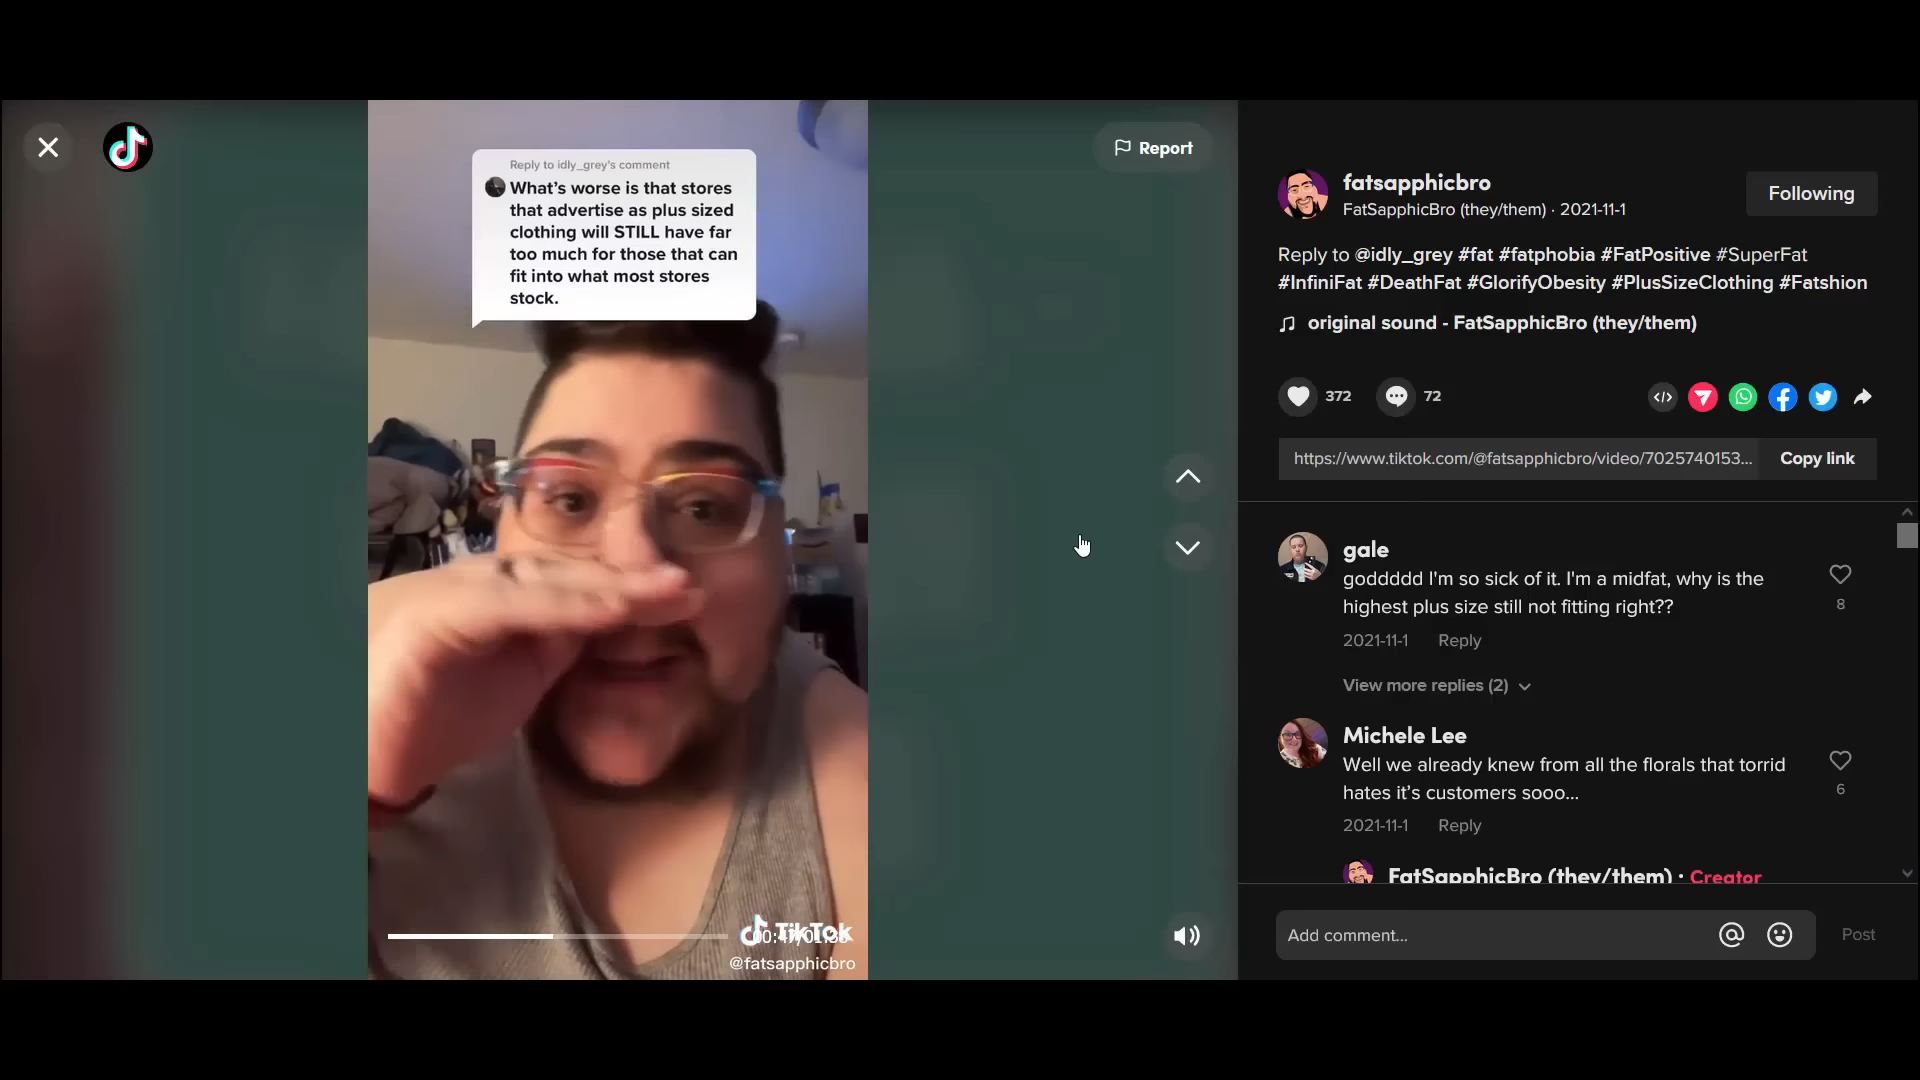 Report
Reply to idly_grey's comment
What's worse is that stores
that advertise as plus sized
clothing will STILL have far
too much for those that can
fit into what most stores
stock.
TikTok
@fatsapphicbro
fatsapphicbro
FatSapphicBro (they/them) · 2021-11-1
Following
Reply to @idly_grey #fat #fatphobia #FatPositive #SuperFat
#InfiniFat #DeathFat #GlorifyObesity #PlusSizeClothing #Fatshion
original sound - FatSapphicBro (they/them)
372
72
https://www.tiktok.com/@fatsapphicbro/video/7025740153...
Copy link
gale
goddddd I'm so sick of it. I'm a midfat, why is the
highest plus size still not fitting right??
8
2021-11-1 Reply
View more replies (2)
Michele Lee
Well we already knew from all the florals that torrid
hates it's customers sooo...
6
2021-11-1 Reply
FatSapphicBro (they/them) · Creator
Add comment...
Post